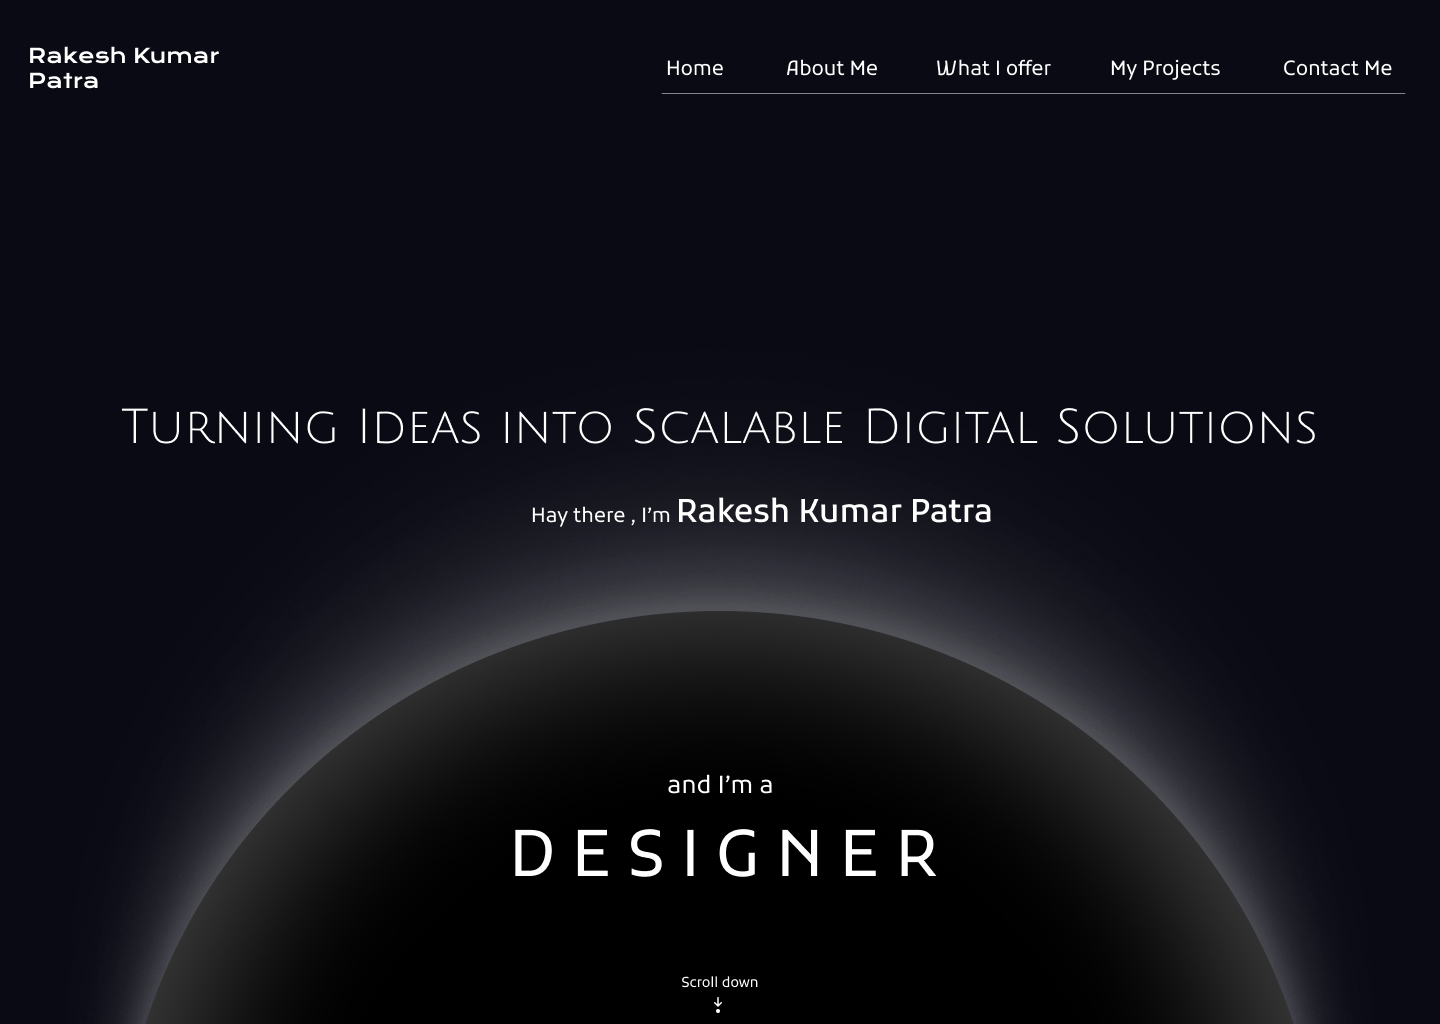 Rakesh Kumar
Patra
Home About Me What I offer My Projects Contact Me
Turning Ideas into Scalable Digital Solutions
Hay there , I’m Rakesh Kumar Patra
and I’m a
DESIGNER
Scroll down